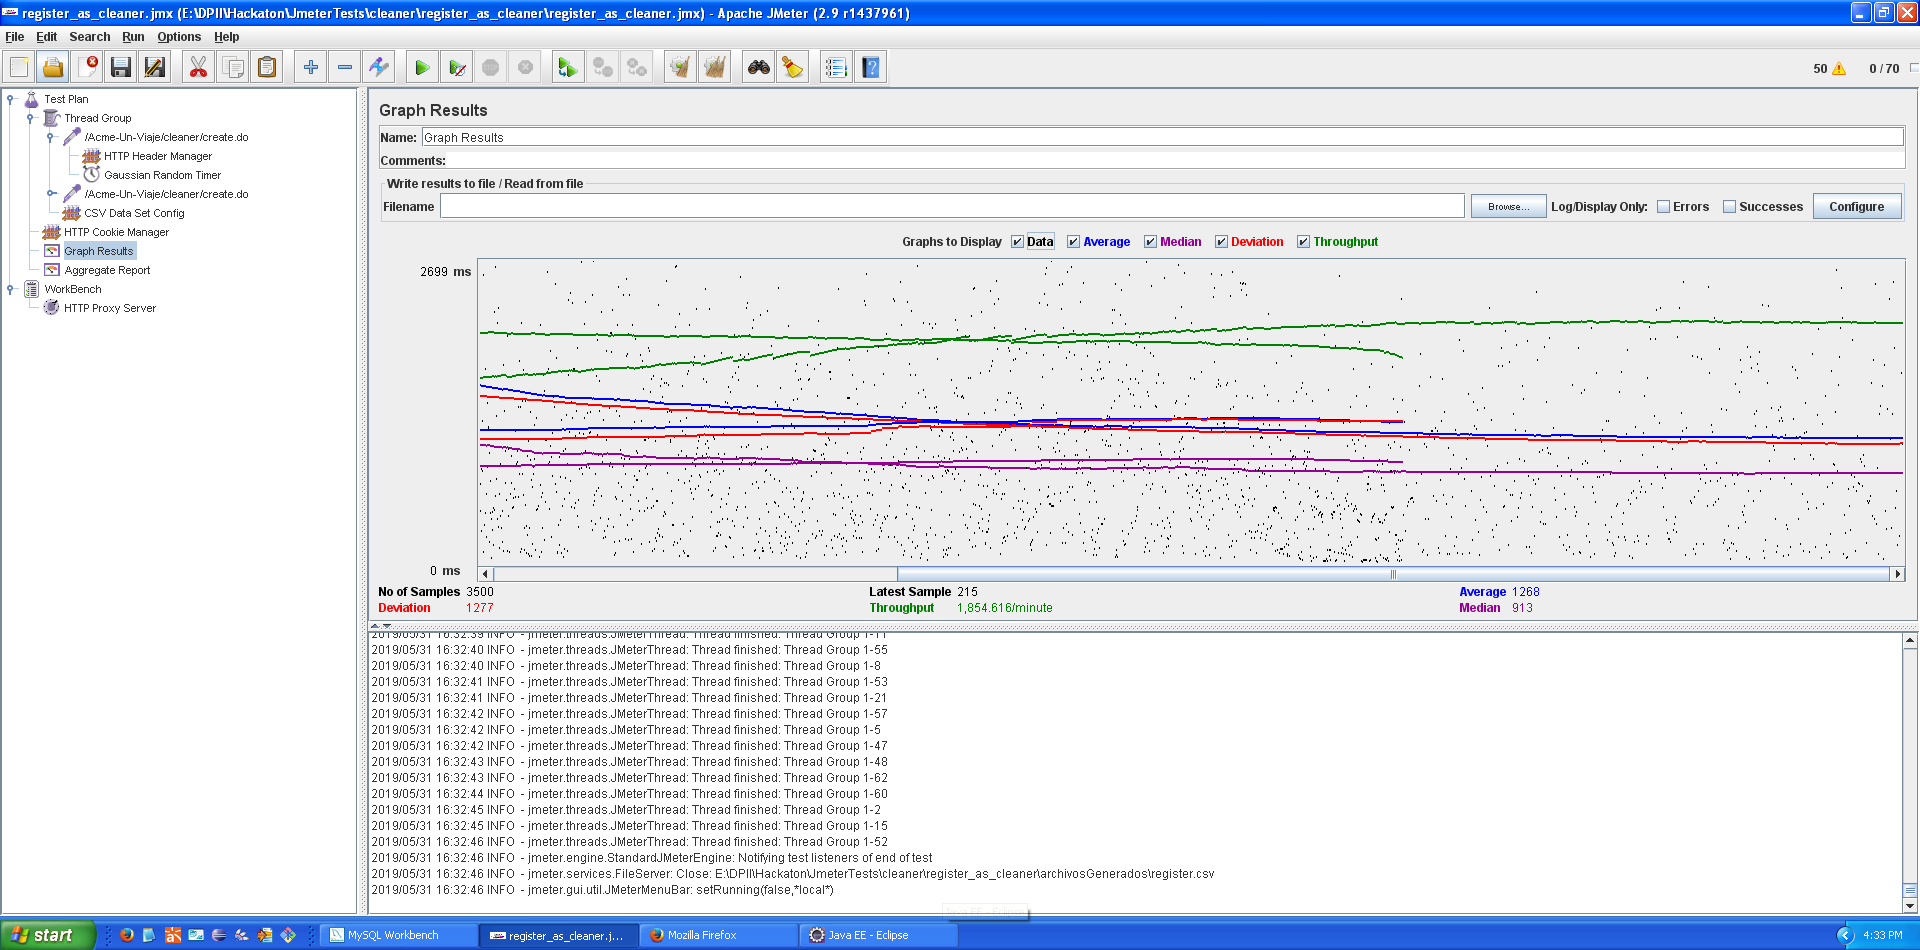 register_as_cleaner.jmx (E:\DPII\Hackaton\JmeterTests\cleaner\register_as_cleaner\register_as_cleaner.jmx) - Apache JMeter (2.9 r1437961)
File Edit Search Run Options Help
50 0 / 70
Test Plan
Thread Group
/Acme-Un-Viaje/cleaner/create.do
HTTP Header Manager
Gaussian Random Timer
/Acme-Un-Viaje/cleaner/create.do
CSV Data Set Config
HTTP Cookie Manager
Graph Results
Aggregate Report
WorkBench
HTTP Proxy Server
Graph Results
Name: Graph Results
Comments:
Write results to file / Read from file
Filename Browse... Log/Display Only: Errors Successes Configure
Graphs to Display Data Average Median Deviation Throughput
2699 ms
0 ms
No of Samples 3500 Latest Sample 215 Average 1268
Deviation 1277 Throughput 1,854.616/minute Median 913
2019/05/31 16:32:39 INFO - jmeter.threads.JMeterThread: Thread finished: Thread Group 1-11
2019/05/31 16:32:40 INFO - jmeter.threads.JMeterThread: Thread finished: Thread Group 1-55
2019/05/31 16:32:40 INFO - jmeter.threads.JMeterThread: Thread finished: Thread Group 1-8
2019/05/31 16:32:41 INFO - jmeter.threads.JMeterThread: Thread finished: Thread Group 1-53
2019/05/31 16:32:41 INFO - jmeter.threads.JMeterThread: Thread finished: Thread Group 1-21
2019/05/31 16:32:42 INFO - jmeter.threads.JMeterThread: Thread finished: Thread Group 1-57
2019/05/31 16:32:42 INFO - jmeter.threads.JMeterThread: Thread finished: Thread Group 1-5
2019/05/31 16:32:42 INFO - jmeter.threads.JMeterThread: Thread finished: Thread Group 1-47
2019/05/31 16:32:43 INFO - jmeter.threads.JMeterThread: Thread finished: Thread Group 1-48
2019/05/31 16:32:43 INFO - jmeter.threads.JMeterThread: Thread finished: Thread Group 1-62
2019/05/31 16:32:44 INFO - jmeter.threads.JMeterThread: Thread finished: Thread Group 1-60
2019/05/31 16:32:45 INFO - jmeter.threads.JMeterThread: Thread finished: Thread Group 1-2
2019/05/31 16:32:45 INFO - jmeter.threads.JMeterThread: Thread finished: Thread Group 1-15
2019/05/31 16:32:46 INFO - jmeter.threads.JMeterThread: Thread finished: Thread Group 1-52
2019/05/31 16:32:46 INFO - jmeter.engine.StandardJMeterEngine: Notifying test listeners of end of test
2019/05/31 16:32:46 INFO - jmeter.services.FileServer: Close: E:\DPII\Hackaton\JmeterTests\cleaner\register_as_cleaner\archivosGenerados\register.csv
2019/05/31 16:32:46 INFO - jmeter.gui.util.JMeterMenuBar: setRunning(false,*local*)
Java EE - Eclipse
start MySQL Workbench register_as_cleaner.j... Mozilla Firefox Java EE - Eclipse 4:33 PM